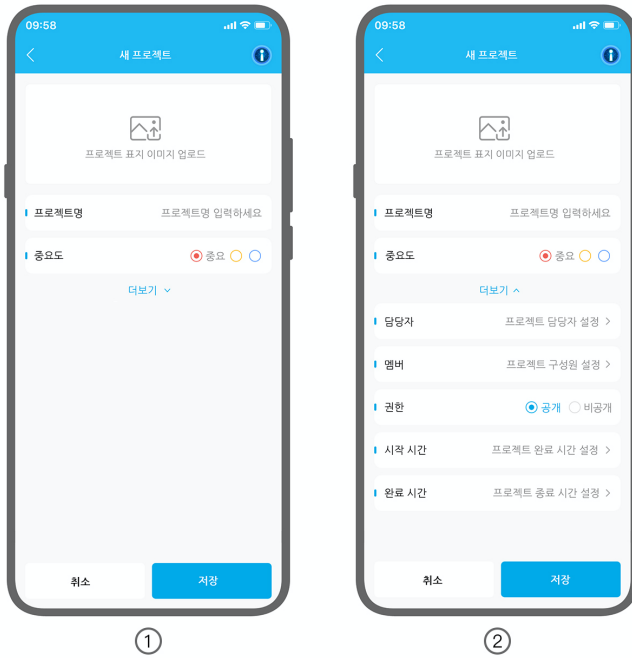 09:58
새 프로젝트
프로젝트 표지 이미지 업로드
프로젝트명 프로젝트명 입력하세요
중요도 중요
더보기
취소 저장
①
09:58
새 프로젝트
프로젝트 표지 이미지 업로드
프로젝트명 프로젝트명 입력하세요
중요도 중요
더보기
담당자 프로젝트 담당자 설정 >
멤버 프로젝트 구성원 설정 >
권한 공개 비공개
시작 시간 프로젝트 완료 시간 설정 >
완료 시간 프로젝트 종료 시간 설정 >
취소 저장
②